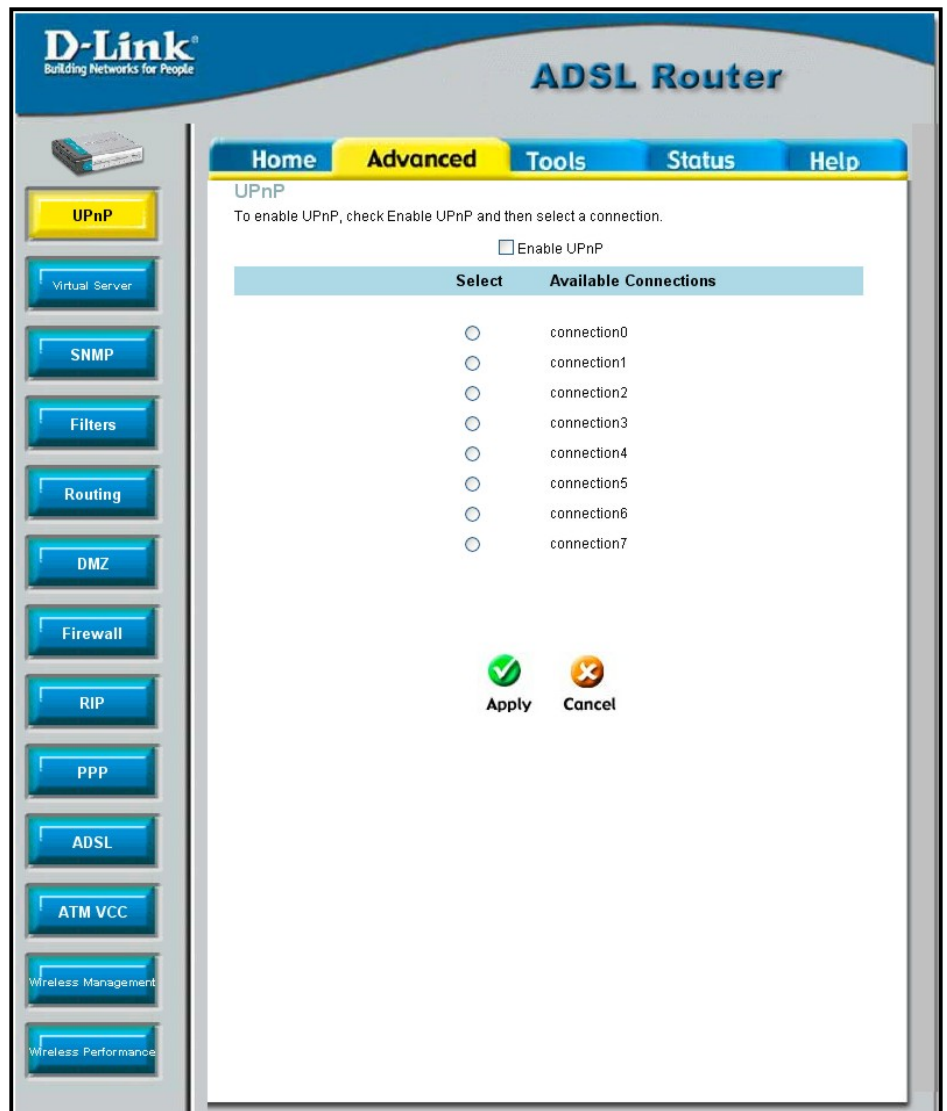 D-Link®
Building Networks for People
ADSL Router
Home Advanced Tools Status Help
UPnP
Virtual Server
SNMP
Filters
Routing
DMZ
Firewall
RIP
PPP
ADSL
ATM VCC
Wireless Management
Wireless Performance
UPnP
To enable UPnP, check Enable UPnP and then select a connection.
Enable UPnP
Select Available Connections
connection0
connection1
connection2
connection3
connection4
connection5
connection6
connection7
Apply Cancel